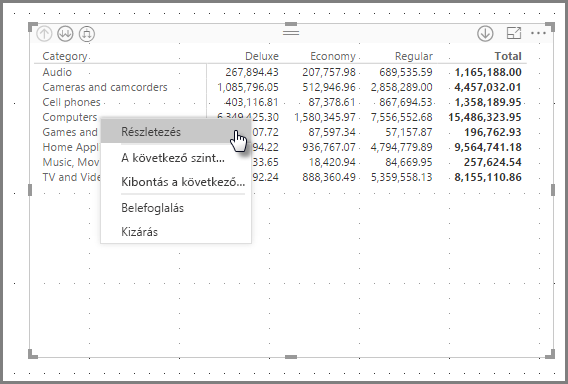 Category Deluxe Economy Regular Total
Audio 267,894.43 207,757.98 689,535.59 1,165,188.00
Cameras and camcorders 1,085,796.05 512,946.96 2,858,289.00 4,457,032.01
Cell phones 403,116.81 87,378.61 867,694.53 1,358,189.95
Computers 6,349,425.30 1,580,345.97 7,556,552.68 15,486,323.95
Games and 07.72 87,597.34 57,157.87 196,762.93
Home Appl 94.22 936,767.07 4,794,779.89 9,564,741.18
Music, Mov 33.65 18,420.94 84,669.95 257,624.54
TV and Vide 92.24 888,360.49 5,359,558.13 8,155,110.86
Részletezés
A következő szint...
Kibontás a következő...
Belefoglalás
Kizárás